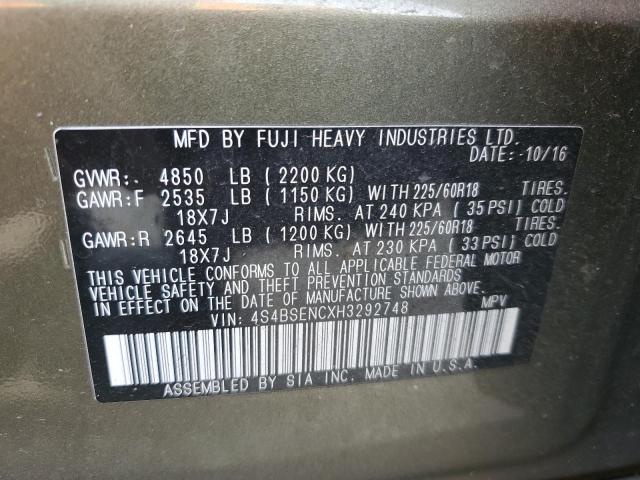 MFD BY FUJI HEAVY INDUSTRIES LTD.
DATE: 10/16
GVWR: 4850 LB (2200 KG)
GAWR:F 2535 LB (1150 KG) WITH 225/60R18 TIRES.
18X7J RIMS. AT 240 KPA (35 PSI) COLD
GAWR:R 2645 LB (1200 KG) WITH 225/60R18 TIRES.
18X7J RIMS. AT 230 KPA (33 PSI) COLD
THIS VEHICLE CONFORMS TO ALL APPLICABLE FEDERAL MOTOR
VEHICLE SAFETY AND THEFT PREVENTION STANDARDS
IN EFFECT ON THE DATE OF MANUFACTURE SHOWN ABOVE.
VIN: 4S4BSENCXH3292748 MPV
ASSEMBLED BY SIA INC. MADE IN U.S.A.